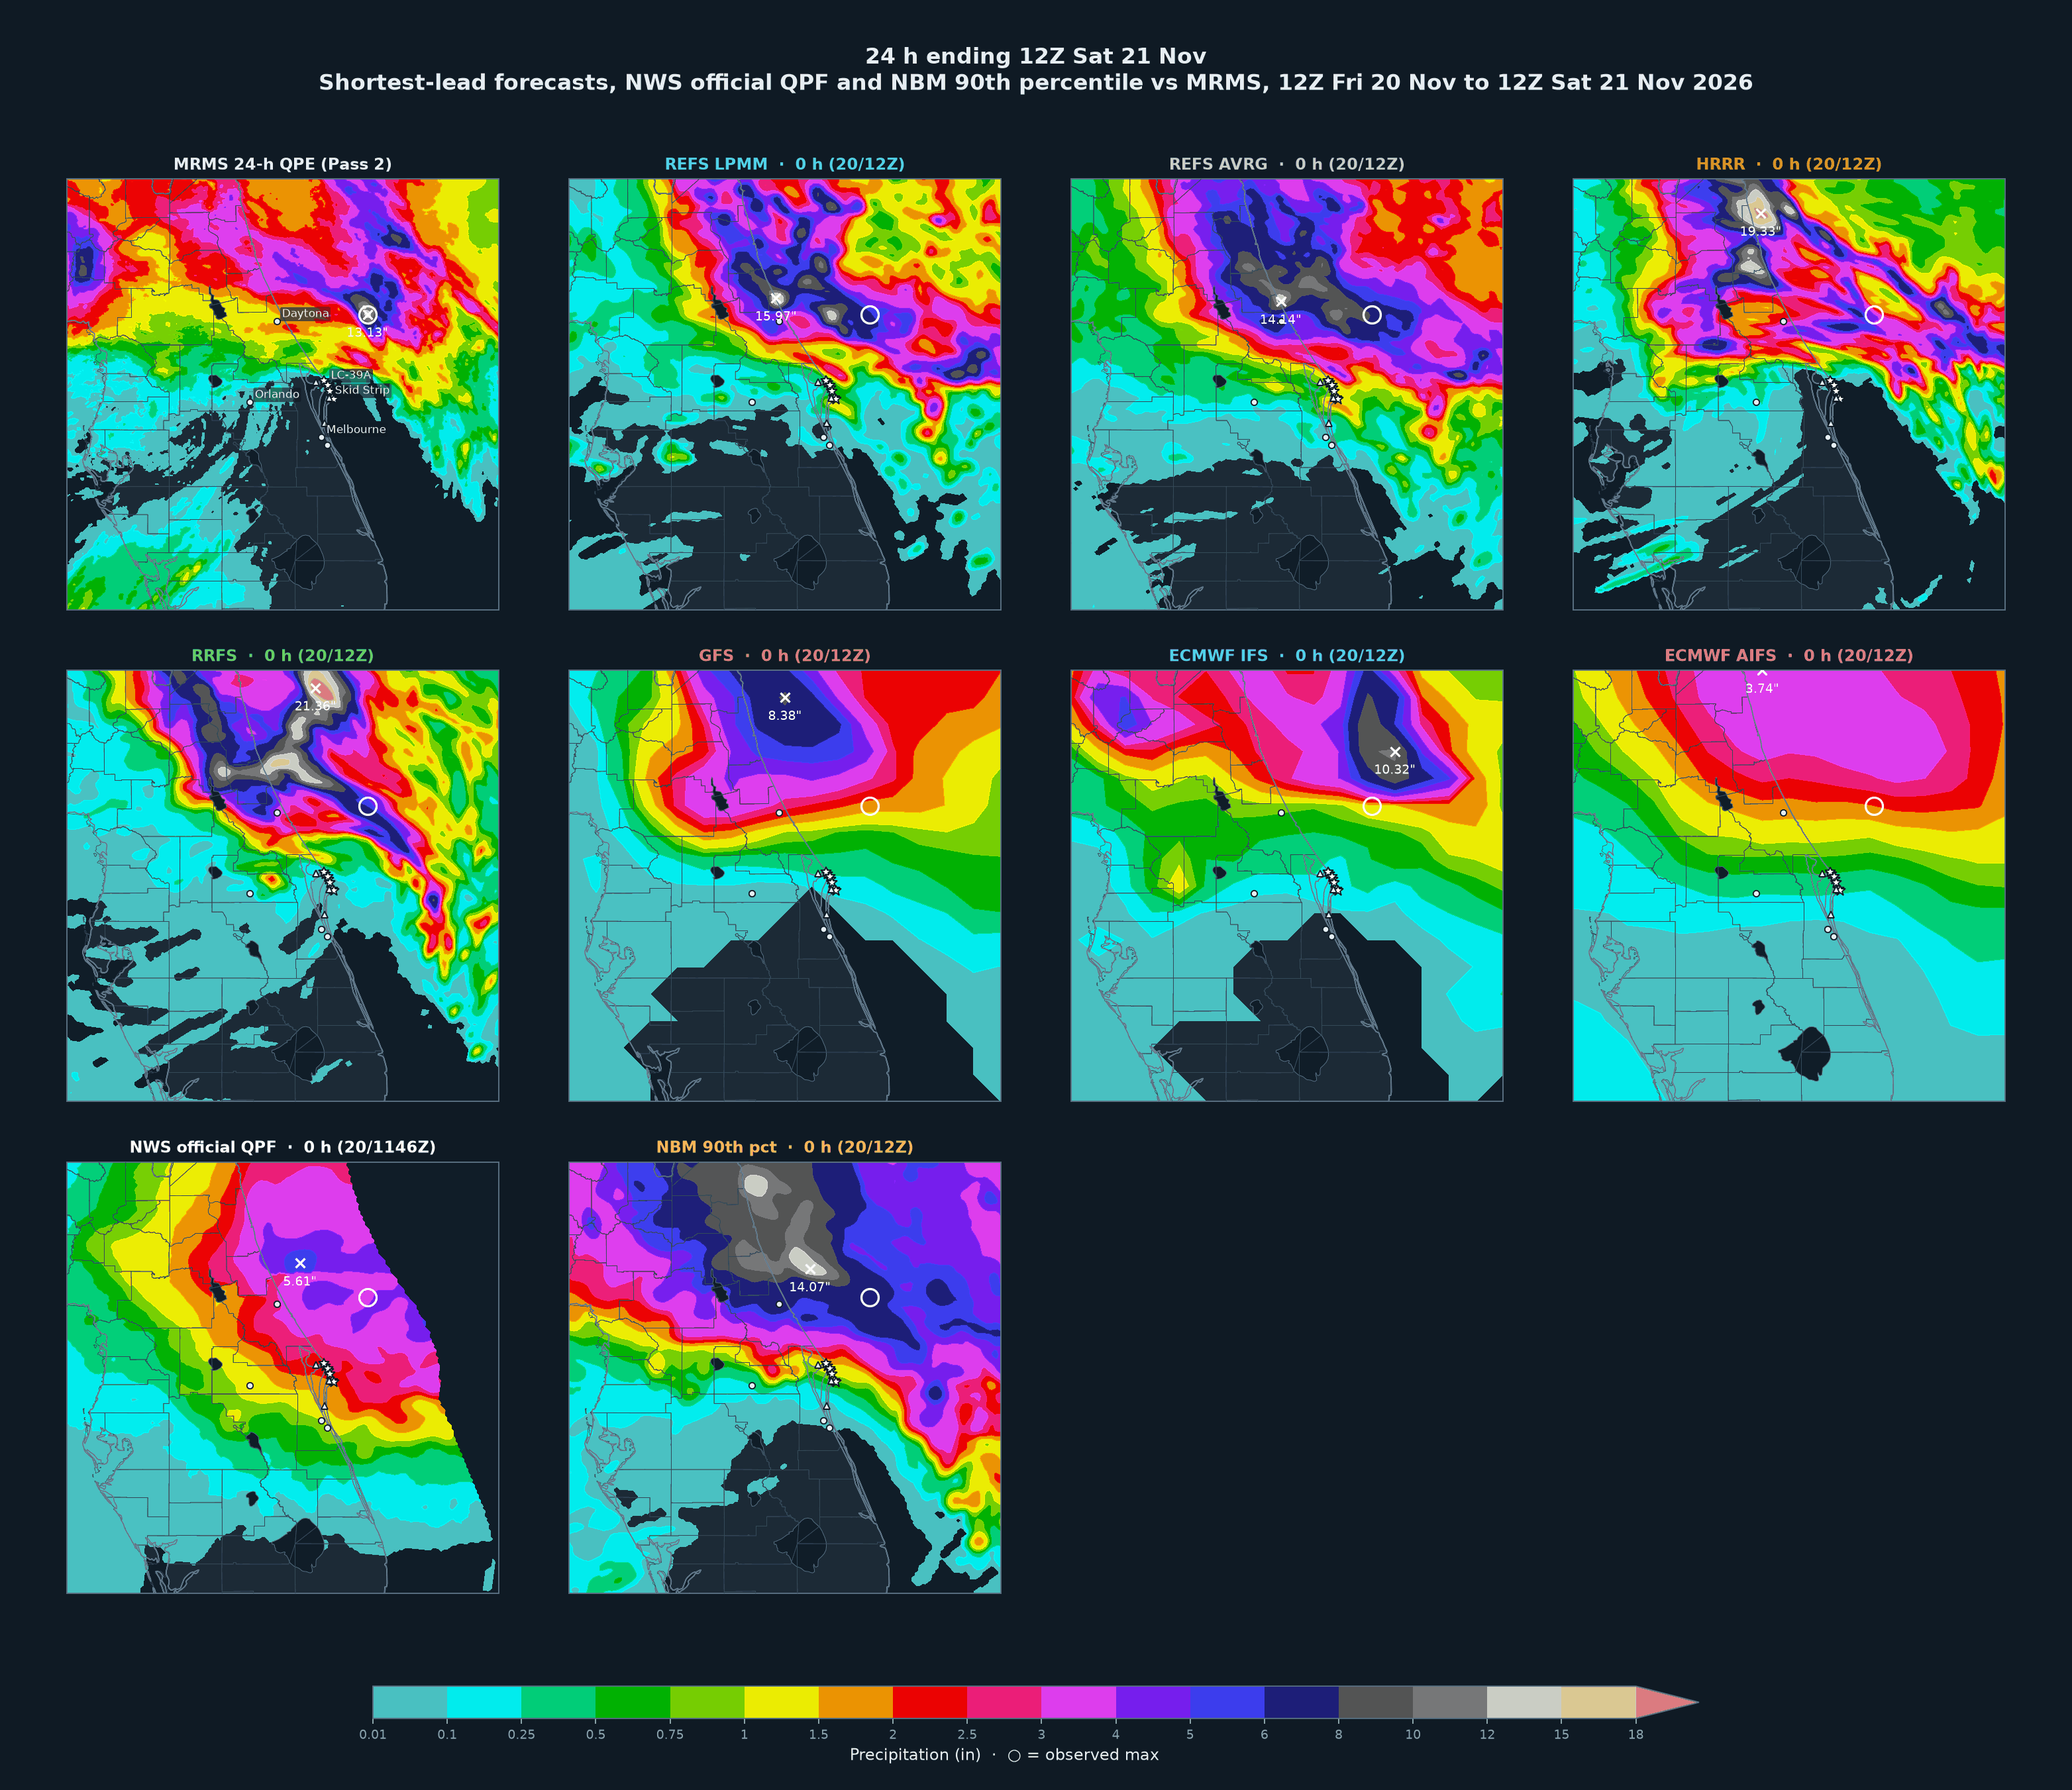 24 h ending 12Z Sat 21 Nov
Shortest-lead forecasts, NWS official QPF and NBM 90th percentile vs MRMS, 12Z Fri 20 Nov to 12Z Sat 21 Nov 2026
MRMS 24-h QPE (Pass 2)
REFS LPMM · 0 h (20/12Z)
REFS AVRG · 0 h (20/12Z)
HRRR · 0 h (20/12Z)
Daytona
13.13"
LC-39A
Skid Strip
Orlando
Melbourne
15.97"
14.14"
19.33"
RRFS · 0 h (20/12Z)
GFS · 0 h (20/12Z)
ECMWF IFS · 0 h (20/12Z)
ECMWF AIFS · 0 h (20/12Z)
21.36"
8.38"
10.32"
3.74"
NWS official QPF · 0 h (20/1146Z)
NBM 90th pct · 0 h (20/12Z)
5.61"
14.07"
0.01 0.1 0.25 0.5 0.75 1 1.5 2 2.5 3 4 5 6 8 10 12 15 18
Precipitation (in) · ○ = observed max